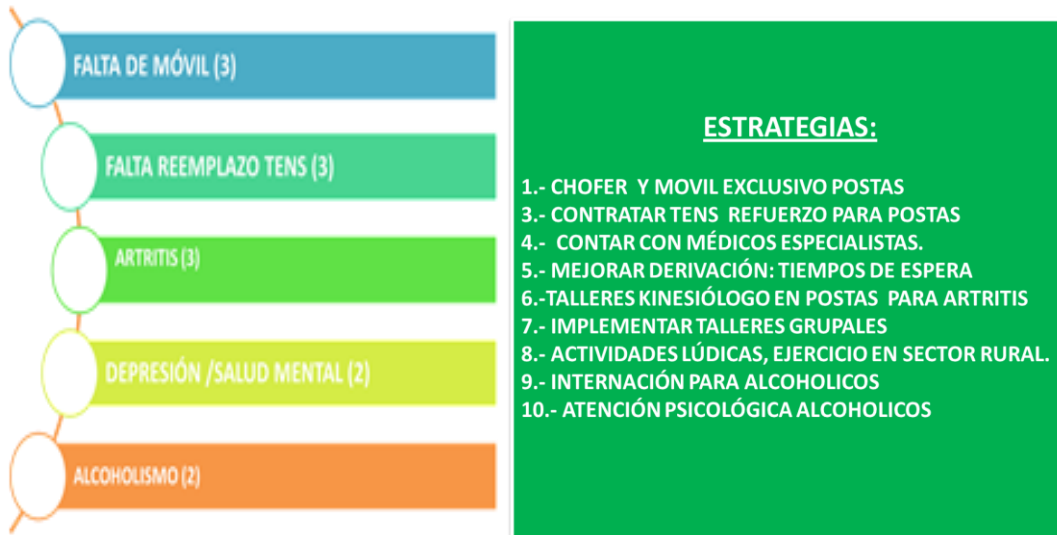 FALTA DE MÓVIL (3)
FALTA REEMPLAZO TENS (3)
ARTRITIS (3)
DEPRESIÓN /SALUD MENTAL (2)
ALCOHOLISMO (2)
ESTRATEGIAS:
1.- CHOFER Y MOVIL EXCLUSIVO POSTAS
3.- CONTRATAR TENS REFUERZO PARA POSTAS
4.- CONTAR CON MÉDICOS ESPECIALISTAS.
5.- MEJORAR DERIVACIÓN: TIEMPOS DE ESPERA
6.-TALLERES KINESIÓLOGO EN POSTAS PARA ARTRITIS
7.- IMPLEMENTAR TALLERES GRUPALES
8.- ACTIVIDADES LÚDICAS, EJERCICIO EN SECTOR RURAL.
9.- INTERNACIÓN PARA ALCOHOLICOS
10.- ATENCIÓN PSICOLÓGICA ALCOHOLICOS